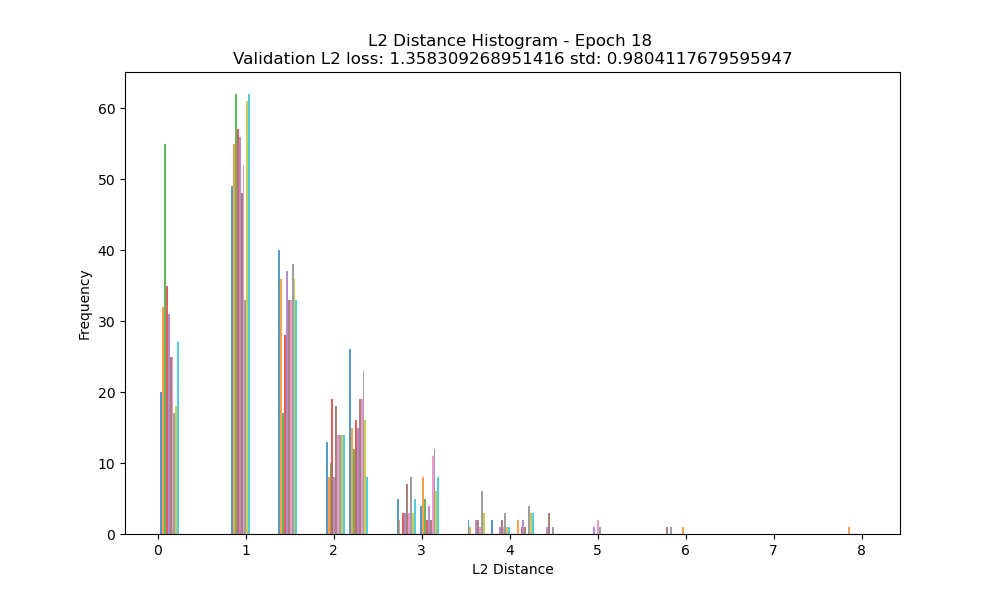 L2 Distance Histogram - Epoch 18
Validation L2 loss: 1.358309268951416 std: 0.9804117679595947
60
50
40
30
20
10
0
Frequency
0 1 2 3 4 5 6 7 8
L2 Distance